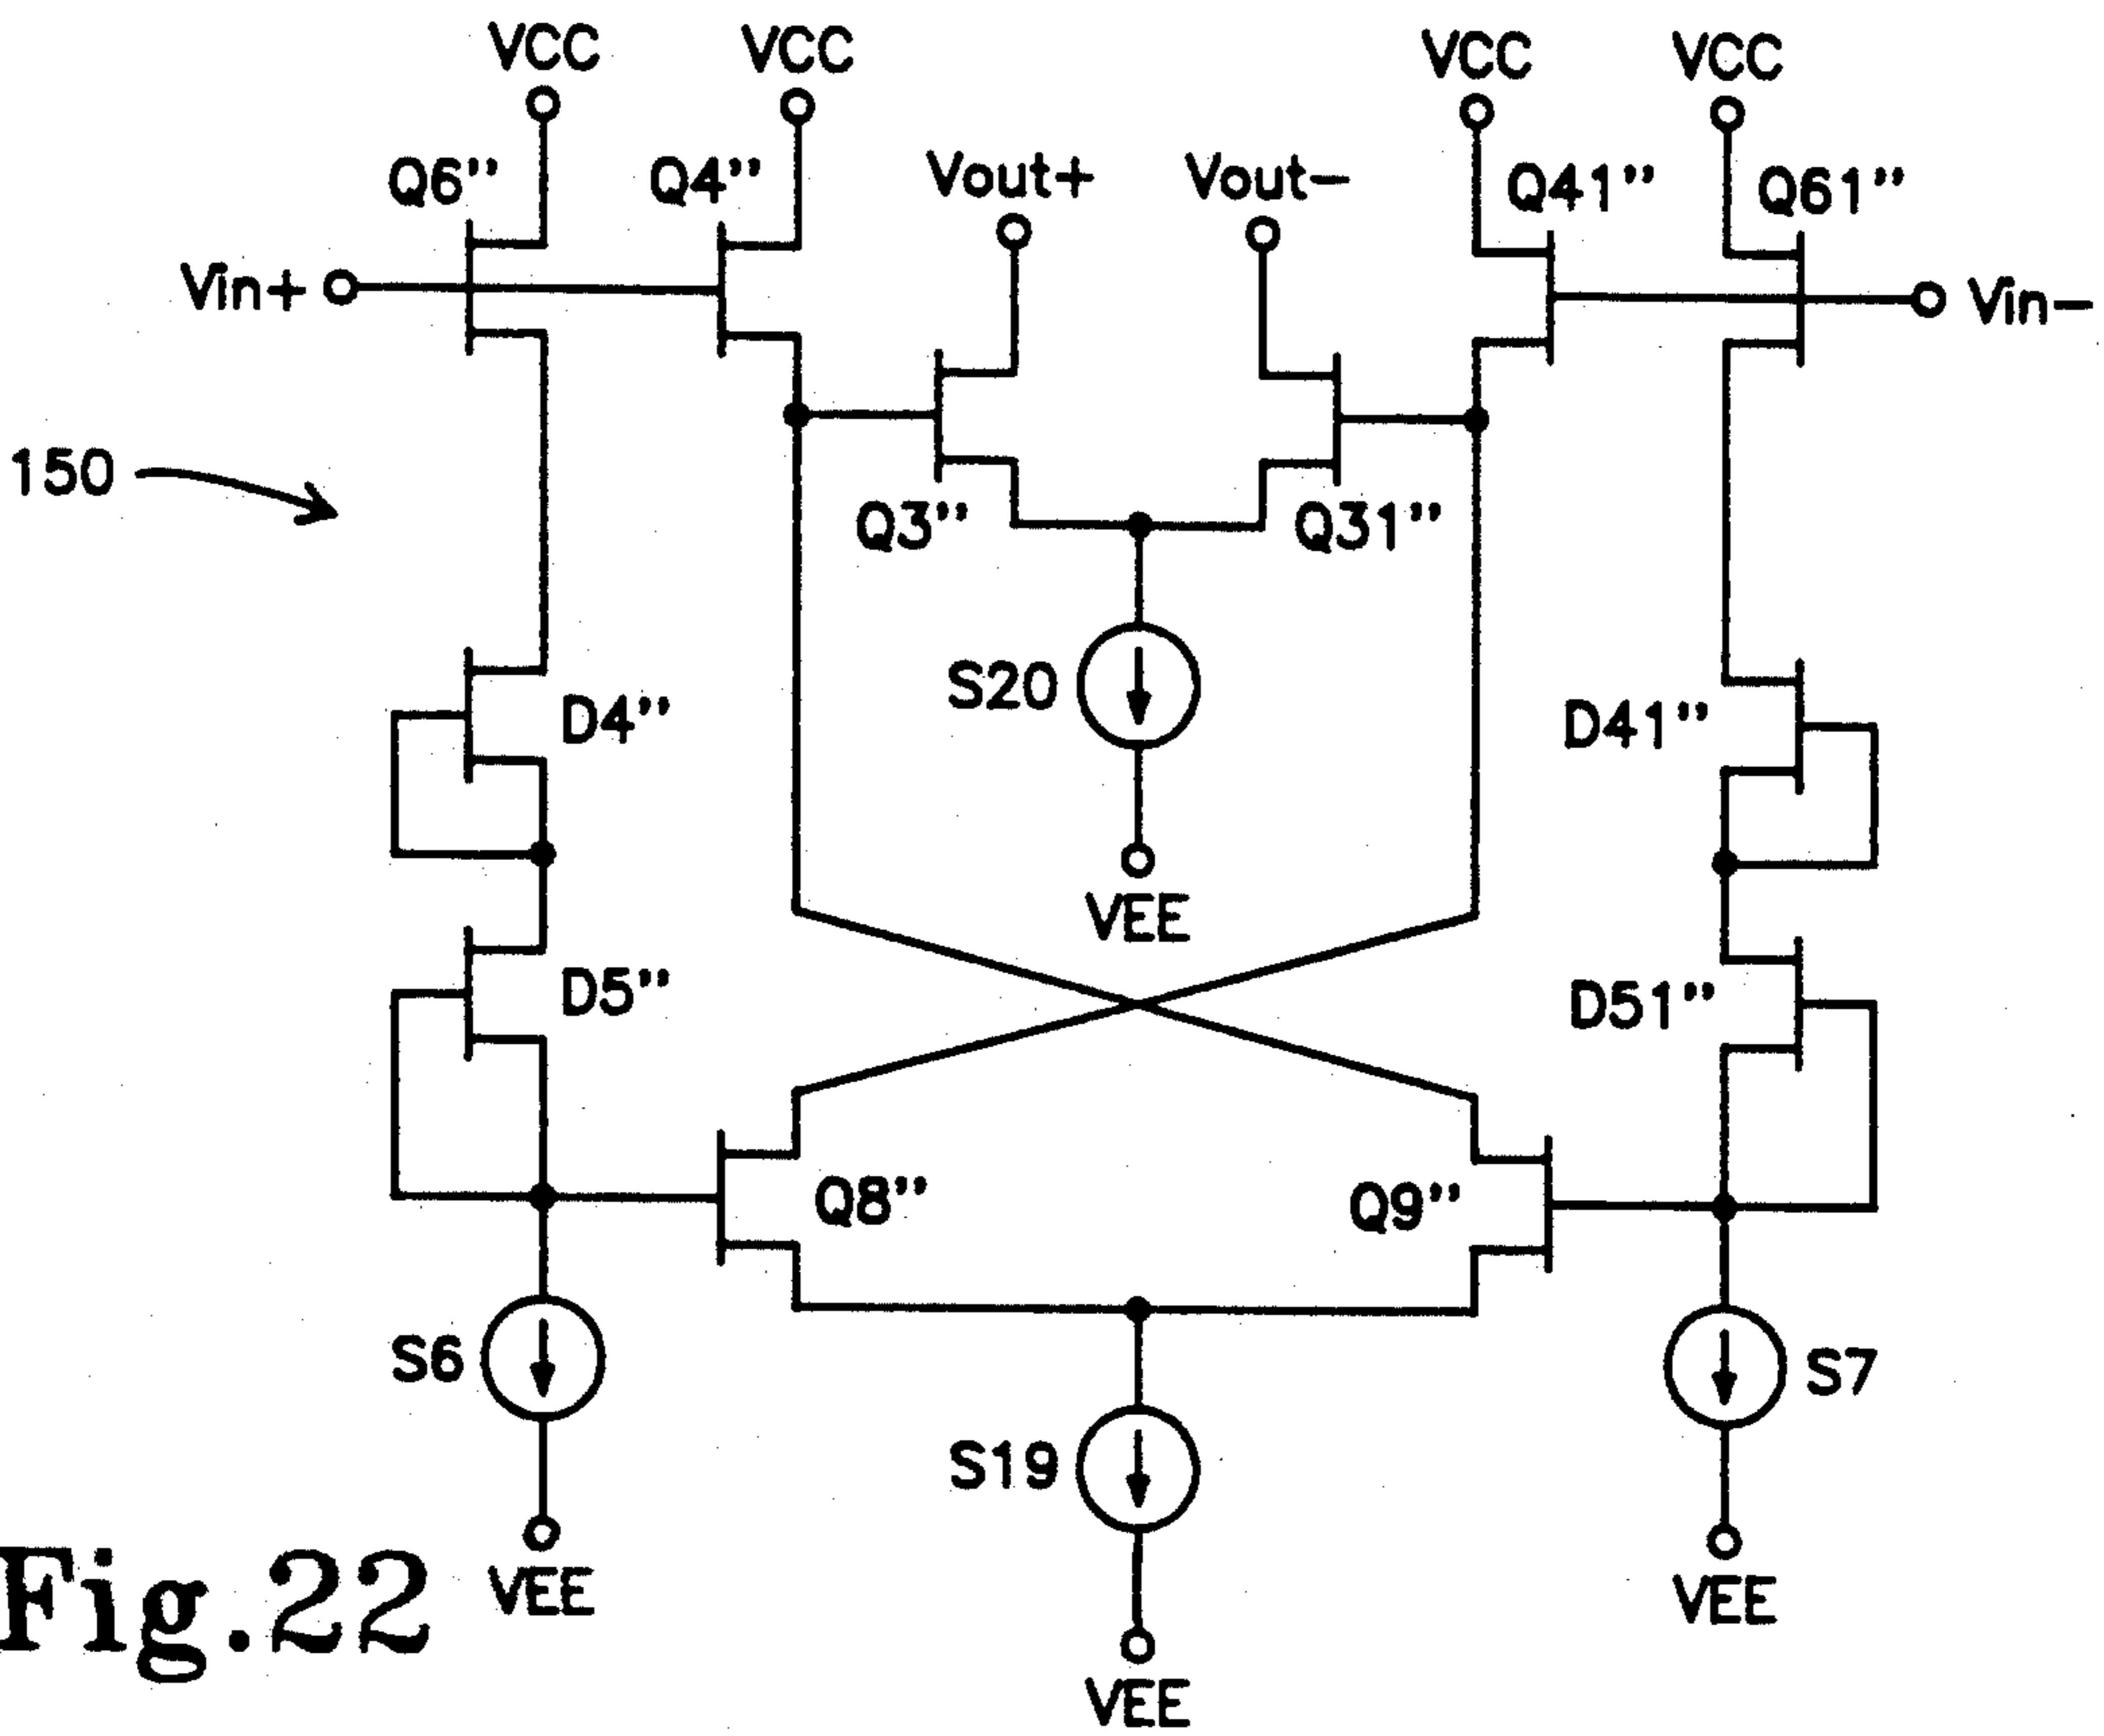 VCC VCC VCC VCC
Q6" Q4" Vout+ Vout− Q41" Q61"
Vin+ Vin−
150
Q3" Q31"
S20
D4" D41"
VEE
D5" D51"
Q8" Q9"
S6 S7
S19
Fig.22
VEE VEE
VEE